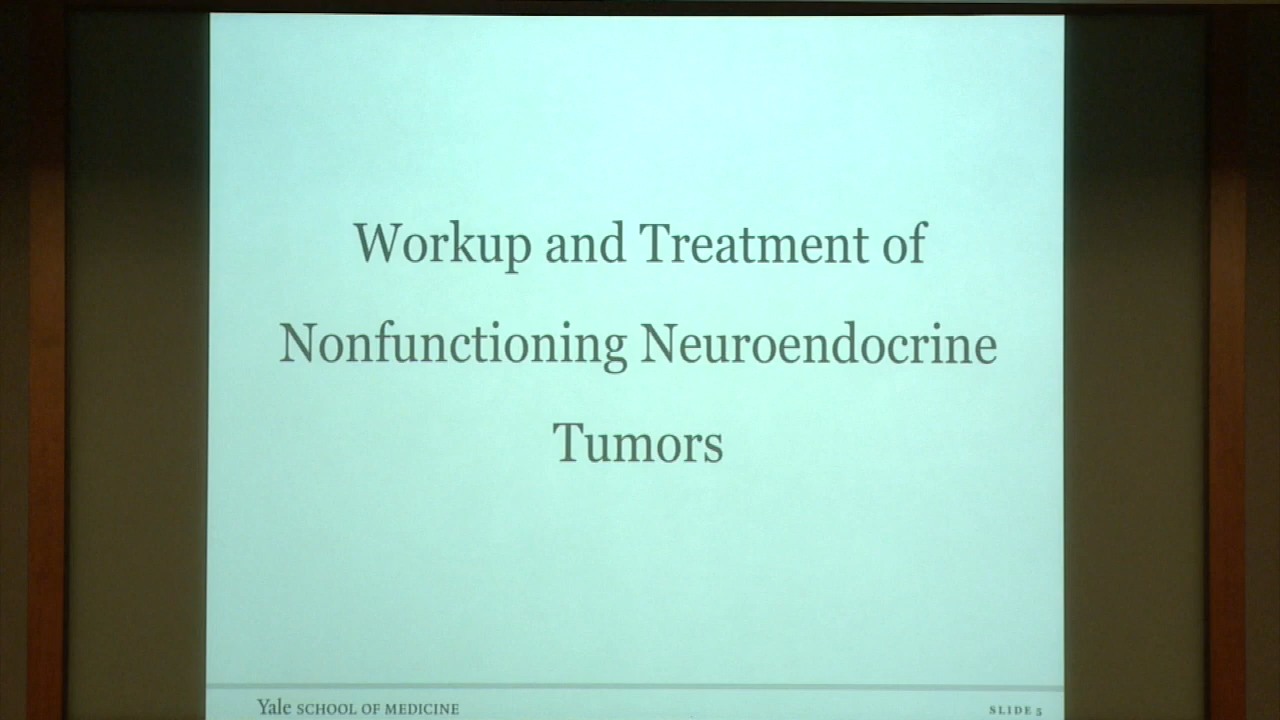 Workup and Treatment of
Nonfunctioning Neuroendocrine
Tumors
Yale SCHOOL OF MEDICINE
SLIDE 5